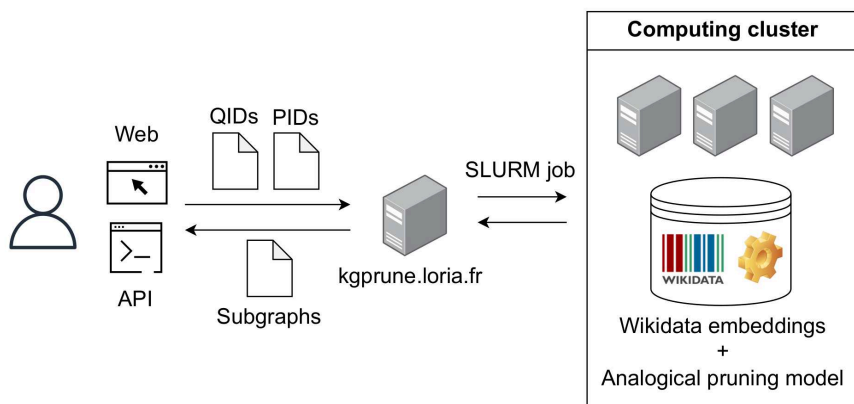 Computing cluster
QIDs PIDs
Web
SLURM job
WIKIDATA
kgprune.loria.fr
API
Subgraphs
Wikidata embeddings
+
Analogical pruning model